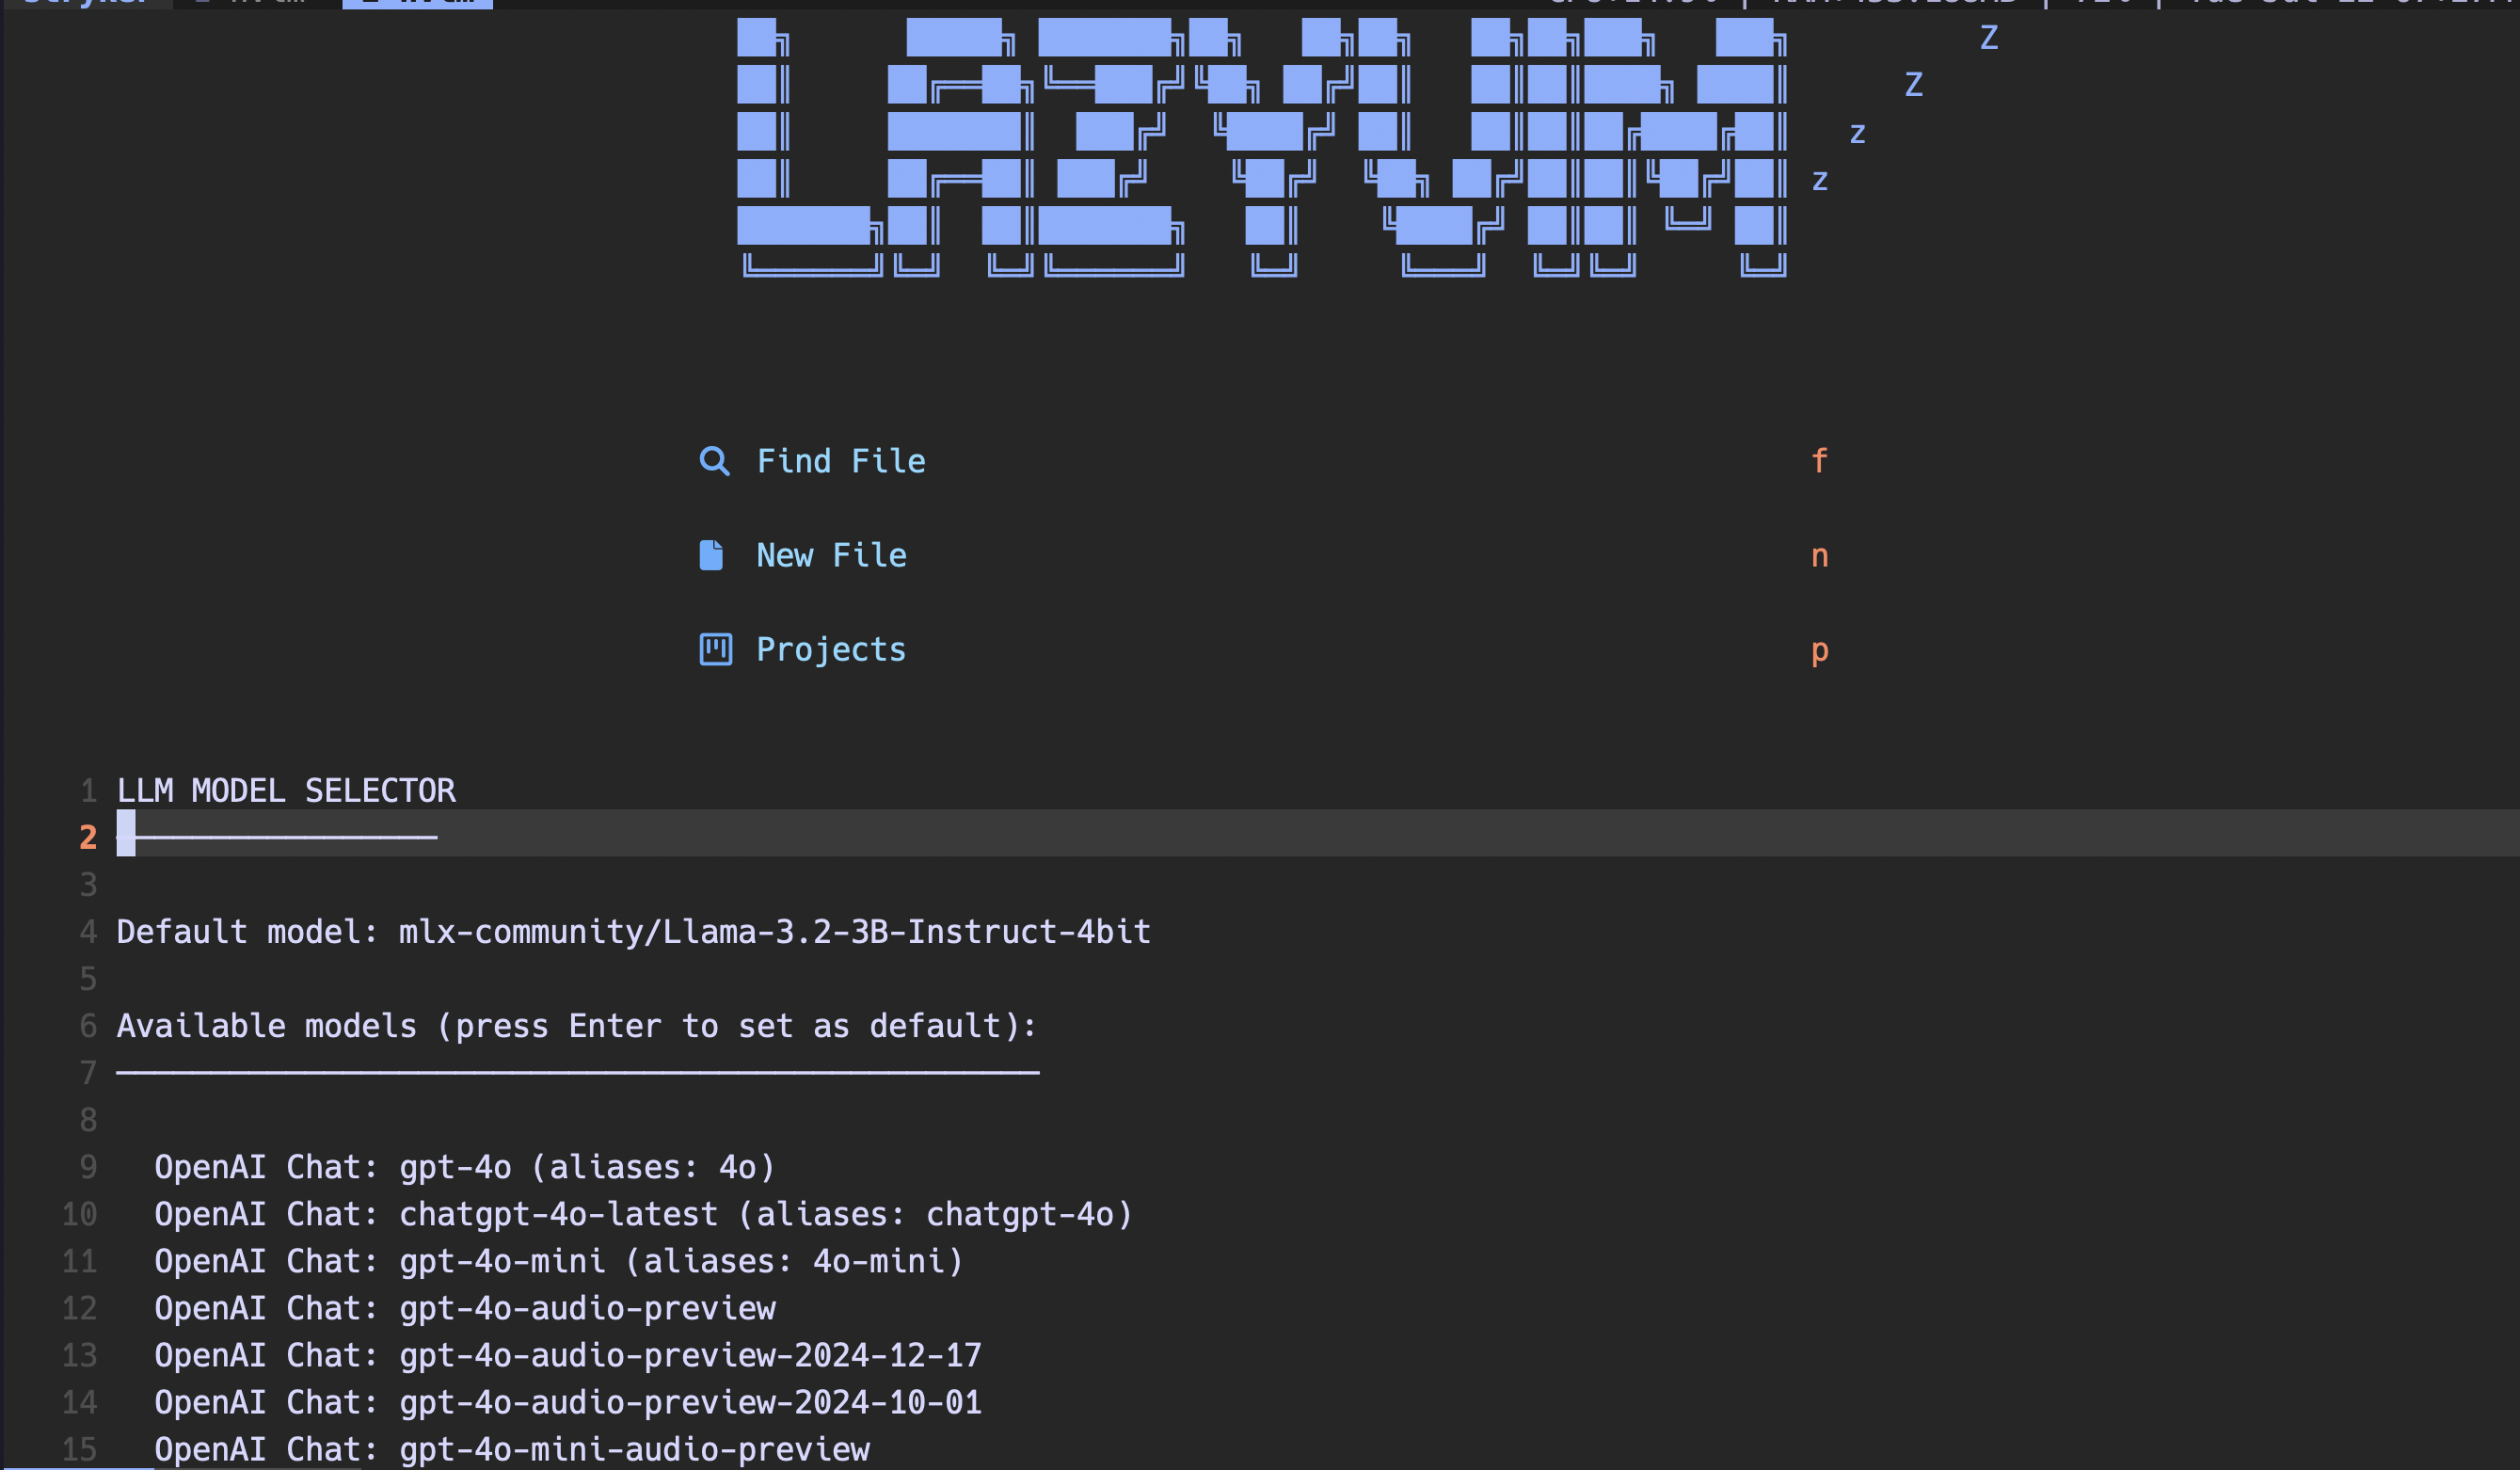 LAZYVIM
Z
Z
z
z
Find File f
New File n
Projects p
1 LLM MODEL SELECTOR
2 ─────────────────
3
4 Default model: mlx-community/Llama-3.2-3B-Instruct-4bit
5
6 Available models (press Enter to set as default):
7 ─────────────────────────────────────────────────
8
9 OpenAI Chat: gpt-4o (aliases: 4o)
10 OpenAI Chat: chatgpt-4o-latest (aliases: chatgpt-4o)
11 OpenAI Chat: gpt-4o-mini (aliases: 4o-mini)
12 OpenAI Chat: gpt-4o-audio-preview
13 OpenAI Chat: gpt-4o-audio-preview-2024-12-17
14 OpenAI Chat: gpt-4o-audio-preview-2024-10-01
15 OpenAI Chat: gpt-4o-mini-audio-preview